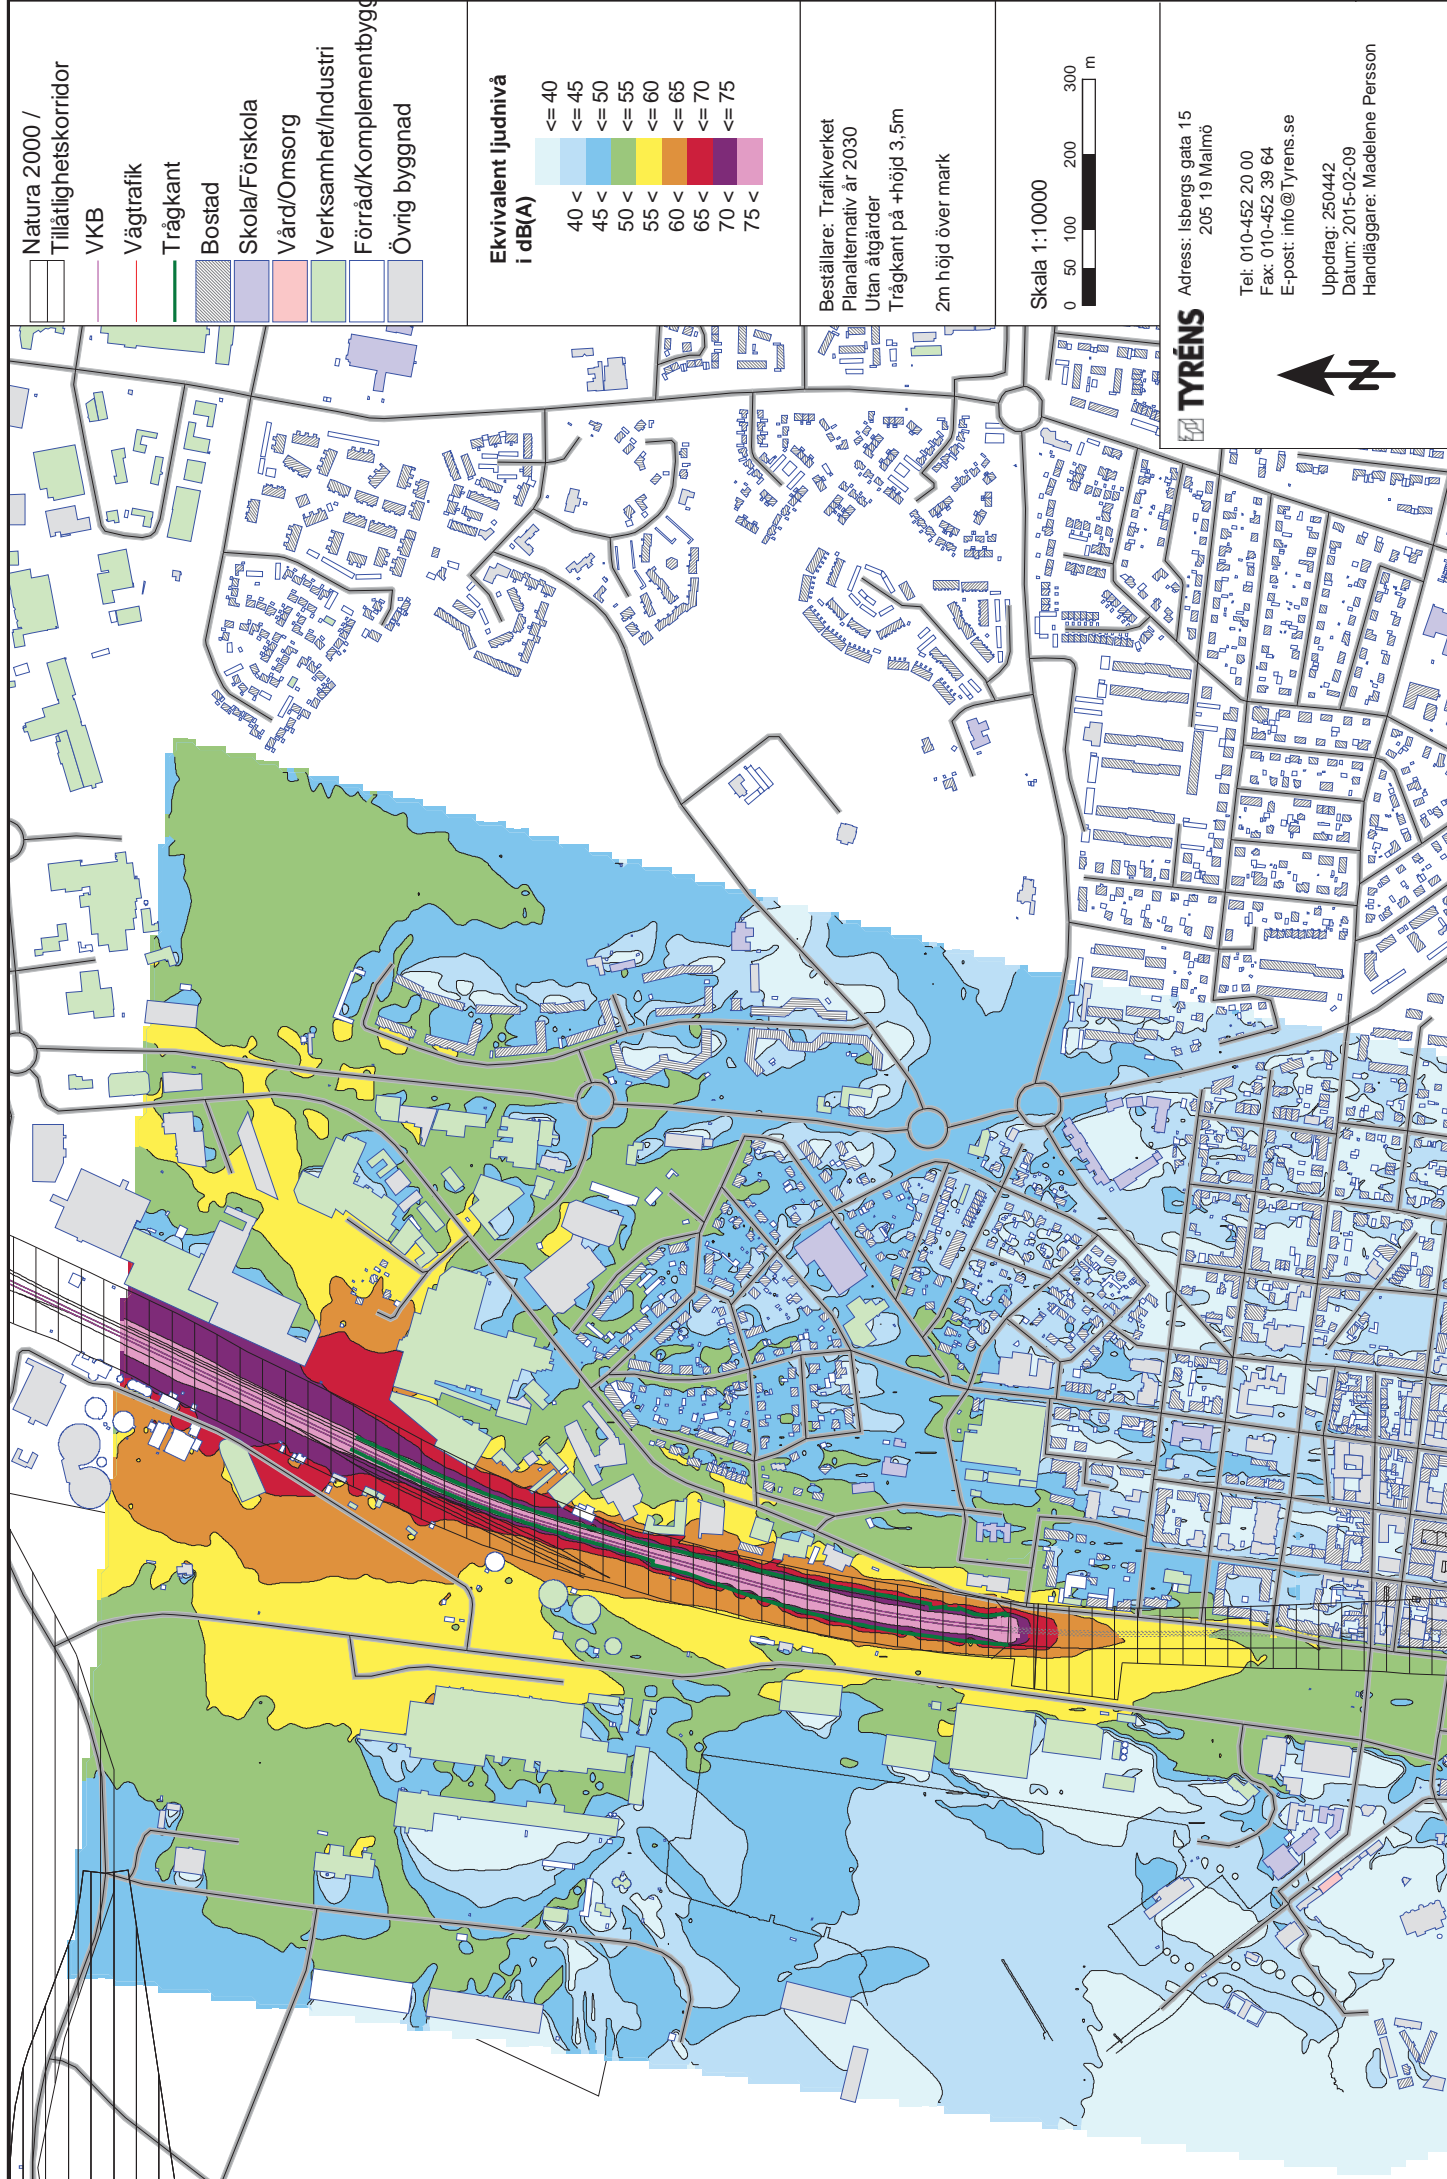 Natura 2000 /
Tillåtlighetskorridor
VKB
Vägtrafik
Trågkant
Bostad
Skola/Förskola
Vård/Omsorg
Verksamhet/Industri
Förråd/Komplementbygg
Övrig byggnad
Ekvivalent ljudnivå
i dB(A)
<= 40
40 < <= 45
45 < <= 50
50 < <= 55
55 < <= 60
60 < <= 65
65 < <= 70
70 < <= 75
75 <
Beställare: Trafikverket
Planalternativ år 2030
Utan åtgärder
Trågkant på +höjd 3,5m
2m höjd över mark
Skala 1:10000
0 50 100 200 300
m
TYRÉNS
Adress: Isbergs gata 15
205 19 Malmö
Tel: 010-452 20 00
Fax: 010-452 39 64
E-post: info@Tyrens.se
Uppdrag: 250442
Datum: 2015-02-09
Handläggare: Madelene Persson
N